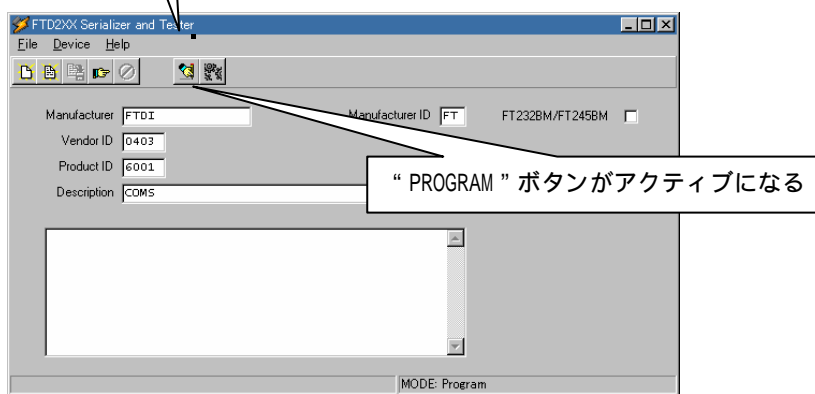 FTD2XX Serializer and Tester
File Device Help
Manufacturer FTDI Manufacturer ID FT FT232BM/FT245BM
Vendor ID 0403
Product ID 6001
“PROGRAM”ボタンがアクティブになる
Description COMS
MODE: Program